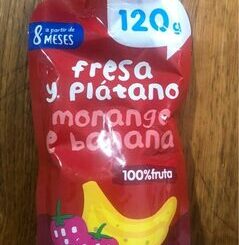 120g
a partir de
8 MESES
fresa
y plátano
morango
e banana
100% fruta